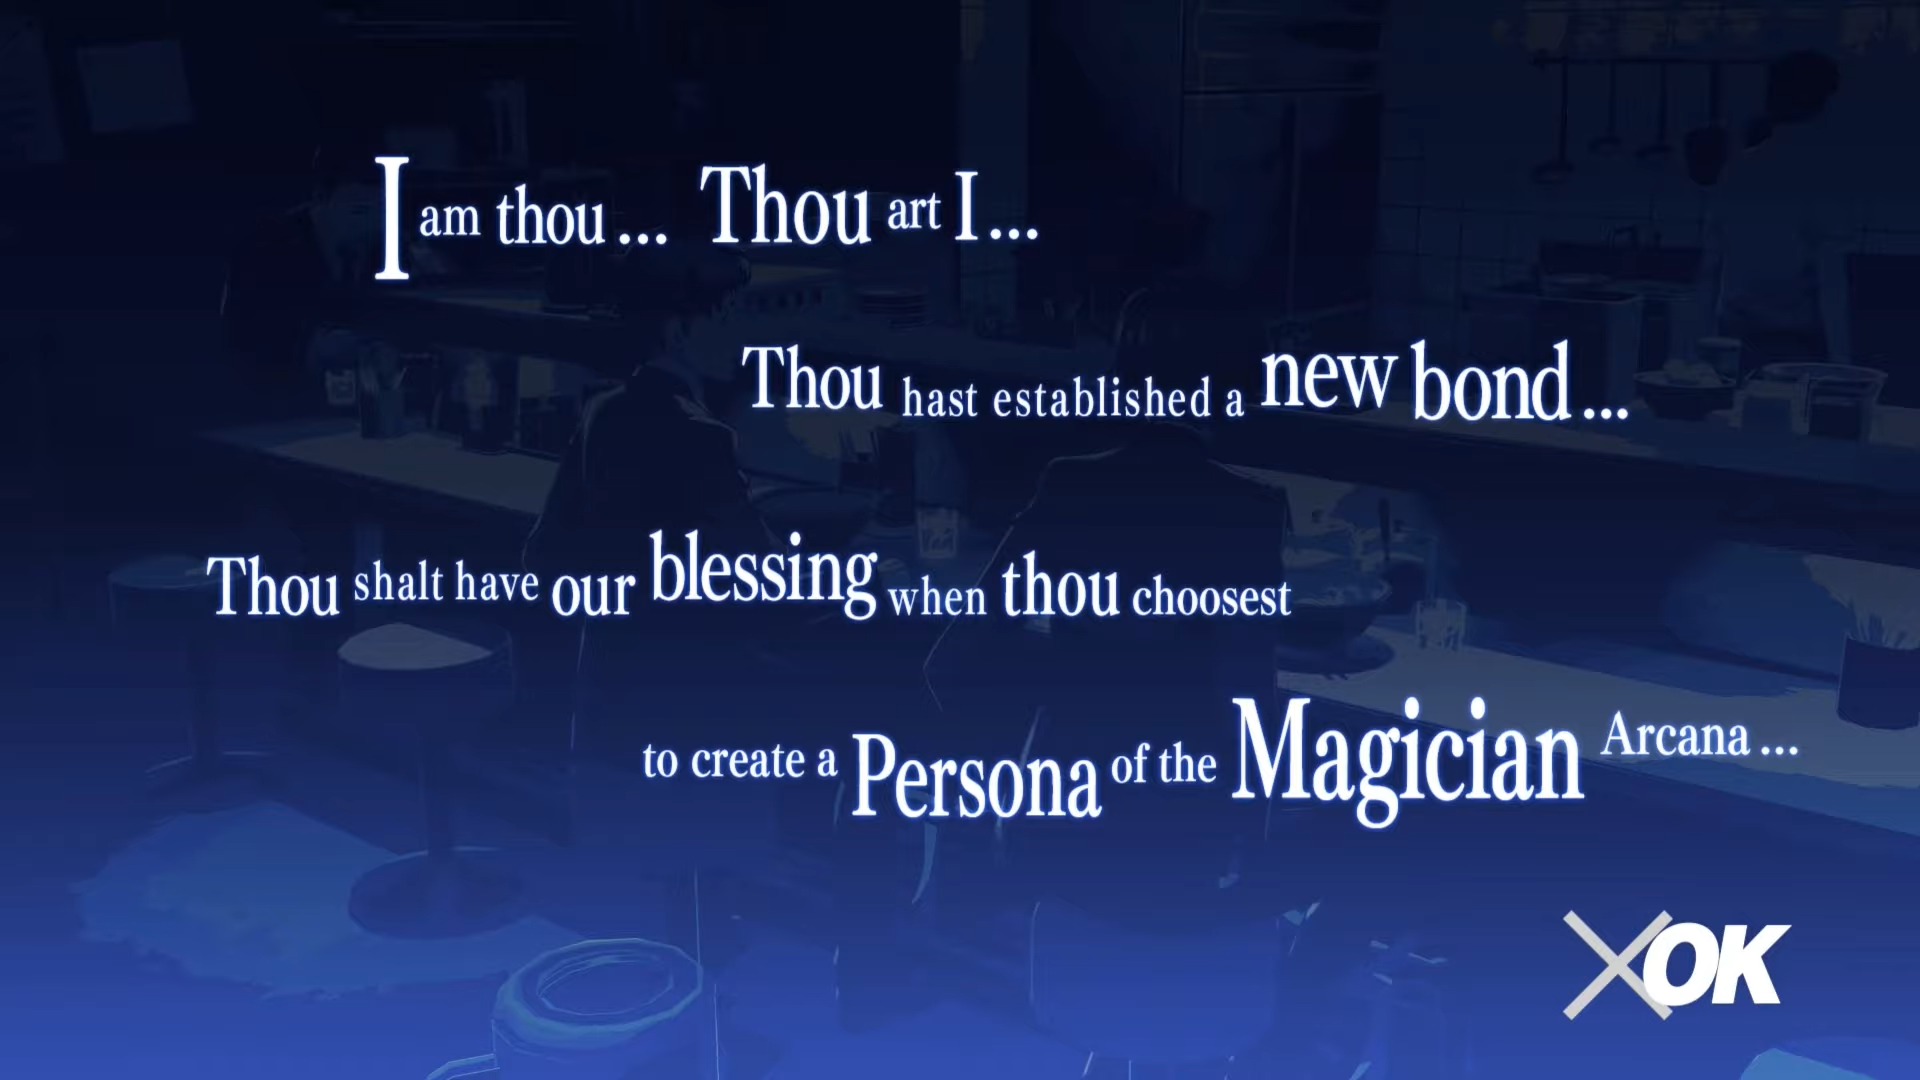 I am thou... Thou art I...
Thou hast established a new bond...
Thou shalt have our blessing when thou choosest
to create a Persona of the Magician Arcana...
OK